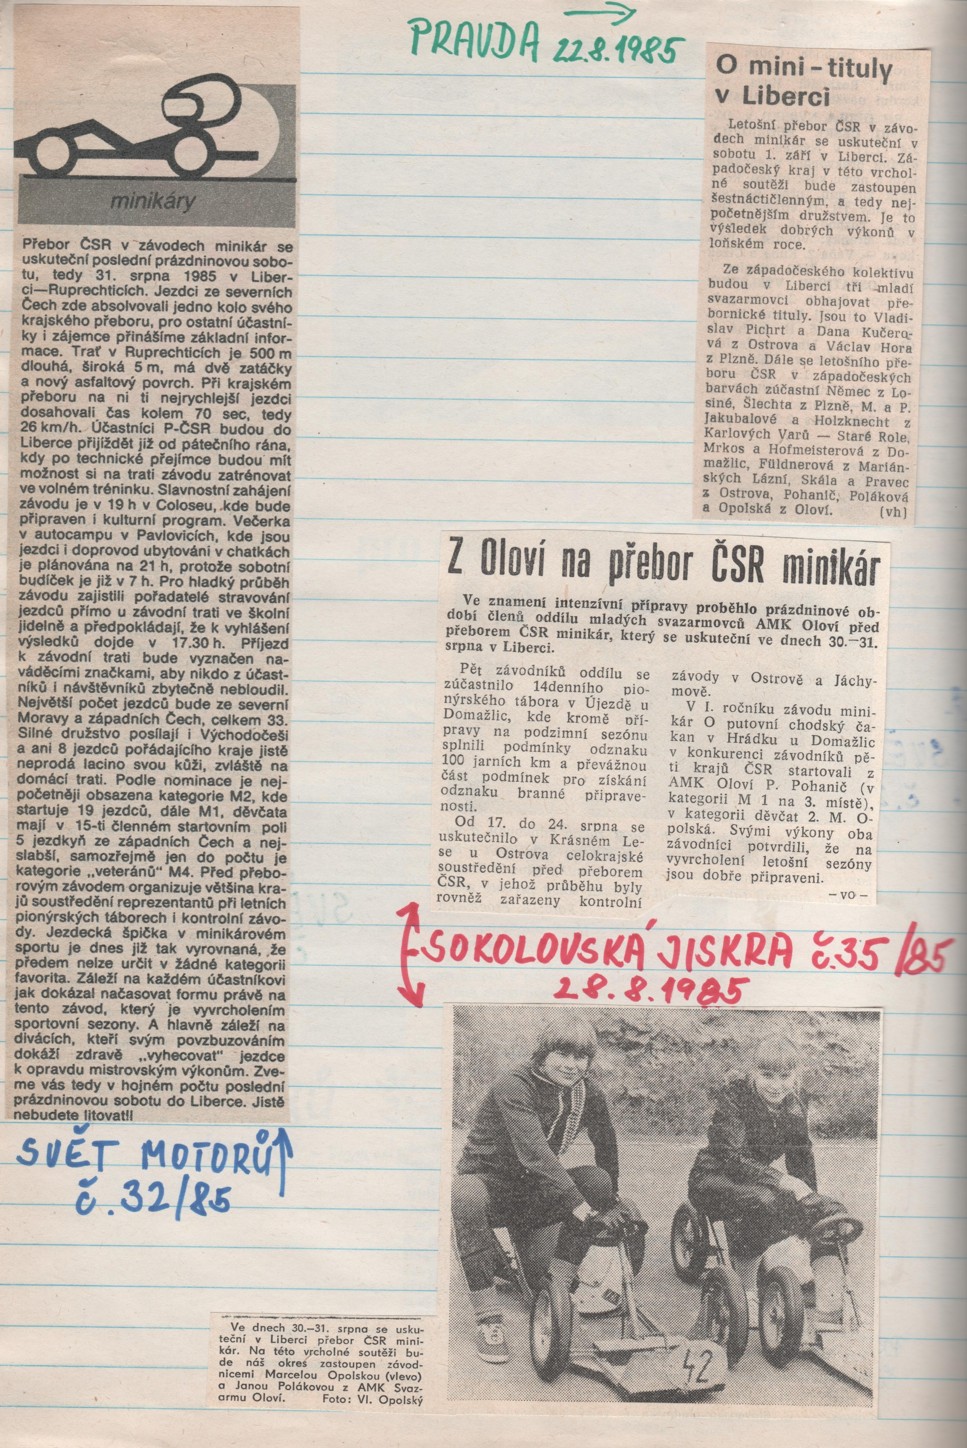 PRAVDA 22.8.1985
minikáry
Přebor ČSR v závodech minikár se
uskuteční poslední prázdninovou sobo-
tu, tedy 31. srpna 1985 v Liber-
ci—Ruprechticích. Jezdci ze severních
Čech zde absolvovali jedno kolo svého
krajského přeboru, pro ostatní účastní-
ky i zájemce přinášíme základní infor-
mace. Trať v Ruprechticích je 500 m
dlouhá, široká 5 m, má dvě zatáčky
a nový asfaltový povrch. Při krajském
přeboru na ni ti nejrychlejší jezdci
dosahovali čas kolem 70 sec, tedy
26 km/h. Účastníci P-ČSR budou do
Liberce přijíždět již od pátečního rána,
kdy po technické přejímce budou mít
možnost si na trati závodu zatrénovat
ve volném tréninku. Slavnostní zahájení
závodu je v 19 h v Coloseu, kde bude
připraven i kulturní program. Večerka
v autocampu v Pavlovicích, kde jsou
jezdci i doprovod ubytováni v chatkách
je plánována na 21 h, protože sobotní
budíček je již v 7 h. Pro hladký průběh
závodu zajistili pořadatelé stravování
jezdců přímo u závodní trati ve školní
jídelně a předpokládají, že k vyhlášení
výsledků dojde v 17.30 h. Příjezd
k závodní trati bude vyznačen na-
váděcími značkami, aby nikdo z účast-
níků i návštěvníků zbytečně nebloudil.
Největší počet jezdců bude ze severní
Moravy a západních Čech, celkem 33.
Silné družstvo posílají i Východočeši
a ani 8 jezdců pořádajícího kraje jistě
neprodá lacino svou kůži, zvláště na
domácí trati. Podle nominace je nej-
početněji obsazena kategorie M2, kde
startuje 19 jezdců, dále M1, děvčata
mají v 15-ti členném startovním poli
5 jezdkyň ze západních Čech a nej-
slabší, samozřejmě jen do počtu je
kategorie „veteránů” M4. Před přebo-
rovým závodem organizuje většina kra-
jů soustředění reprezentantů při letních
pionýrských táborech i kontrolní závo-
dy. Jezdecká špička v minikárovém
sportu je dnes již tak vyrovnaná, že
předem nelze určit v žádné kategorii
favorita. Záleží na každém účastníkovi
jak dokázal načasovat formu právě na
tento závod, který je vyvrcholením
sportovní sezony. A hlavně záleží na
divácích, kteří svým povzbuzováním
dokáží zdravě „vyhecovat” jezdce
k opravdu mistrovským výkonům. Zve-
me vás tedy v hojném počtu poslední
prázdninovou sobotu do Liberce. Jistě
nebudete litovat!!
SVĚT MOTORŮ
č.32/85
O mini-tituly
v Liberci
Letošní přebor ČSR v závo-
dech minikár se uskuteční v
sobotu 1. září v Liberci. Zá-
padočeský kraj v této vrchol-
né soutěži bude zastoupen
šestnáctičlenným, a tedy nej-
početnějším družstvem. Je to
výsledek dobrých výkonů v
loňském roce.
Ze západočeského kolektívu
budou v Liberci tři mladí
svazarmovci obhajovat pře-
bornické tituly. Jsou to Vladi-
slav Pichrt a Dana Kučero-
vá z Ostrova a Václav Hora
z Plzně. Dále se letošního pře-
boru ČSR v západočeských
barvách zúčastní Němec z Lo-
siné, Šlechta z Plzně, M. a P.
Jakubalové a Holzknecht z
Karlových Varů — Staré Role,
Mrkos a Hofmeisterová z Do-
mažlic, Füldnerová z Marián-
ských Lázní, Skála a Pravec
z Ostrova, Pohanič, Poláková
a Opolská z Oloví. (vh)
Z Oloví na přebor ČSR minikár
Ve znamení intenzívní přípravy proběhlo prázdninové ob-
dobí členů oddílu mladých svazarmovců AMK Oloví před
přeborem ČSR minikár, který se uskuteční ve dnech 30.—31.
srpna v Liberci.
Pět závodníků oddílu se
zúčastnilo 14denního pio-
nýrského tábora v Újezdě u
Domažlic, kde kromě pří-
pravy na podzimní sezónu
splnili podmínky odznaku
100 jarních km a převážnou
část podmínek pro získání
odznaku branné připrave-
nosti.
Od 17. do 24. srpna se
uskutečnilo v Krásném Le-
se u Ostrova celokrajské
soustředění před přeborem
ČSR, v jehož průběhu byly
rovněž zařazeny kontrolní
závody v Ostrově a Jáchy-
mově.
V I. ročníku závodu mini-
kár O putovní chodský ča-
kan v Hrádku u Domažlic
v konkurenci závodníků pě-
ti krajů ČSR startovali z
AMK Oloví P. Pohanič (v
kategorii M 1 na 3. místě),
v kategorii děvčat 2. M. O-
polská. Svými výkony oba
závodníci potvrdili, že na
vyvrcholení letošní sezóny
jsou dobře připraveni.
—vo—
SOKOLOVSKÁ JISKRA č.35/85
28.8.1985
42
Ve dnech 30.—31. srpna se usku-
teční v Liberci přebor ČSR mini-
kár. Na této vrcholné soutěži bu-
de náš okres zastoupen závod-
nicemi Marcelou Opolskou (vlevo)
a Janou Polákovou z AMK Svaz-
armu Oloví. Foto: Vl. Opolský